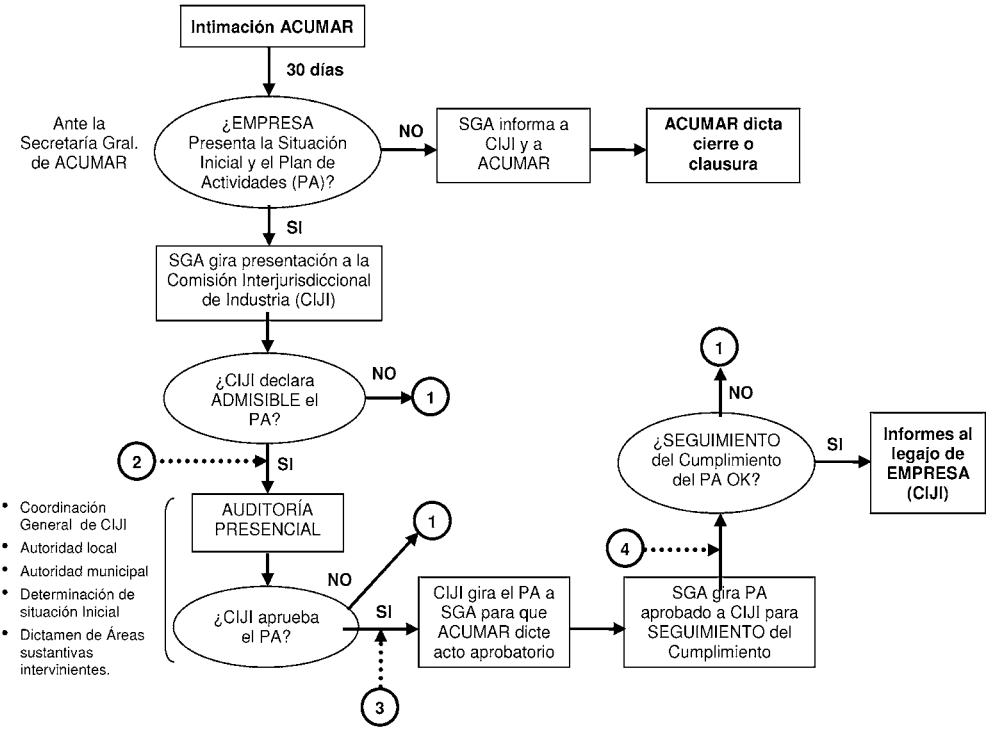 Intimación ACUMAR
30 días
Ante la
Secretaría Gral.
de ACUMAR
¿EMPRESA
Presenta la Situación
Inicial y el Plan de
Actividades (PA)?
NO
SGA informa a
CIJI y a
ACUMAR
ACUMAR dicta
cierre o
clausura
SI
SGA gira presentación a la
Comisión Interjurisdiccional
de Industria (CIJI)
¿CIJI declara
ADMISIBLE el
PA?
NO
1
2
SI
AUDITORÍA
PRESENCIAL
• Coordinación
General de CIJI
• Autoridad local
• Autoridad municipal
• Determinación de
situación Inicial
• Dictamen de Áreas
sustantivas
intervinientes.
¿CIJI aprueba
el PA?
NO
1
SI
3
CIJI gira el PA a
SGA para que
ACUMAR dicte
acto aprobatorio
SGA gira PA
aprobado a CIJI para
SEGUIMIENTO del
Cumplimiento
4
¿SEGUIMIENTO
del Cumplimiento
del PA OK?
NO
1
SI
Informes al
legajo de
EMPRESA
(CIJI)